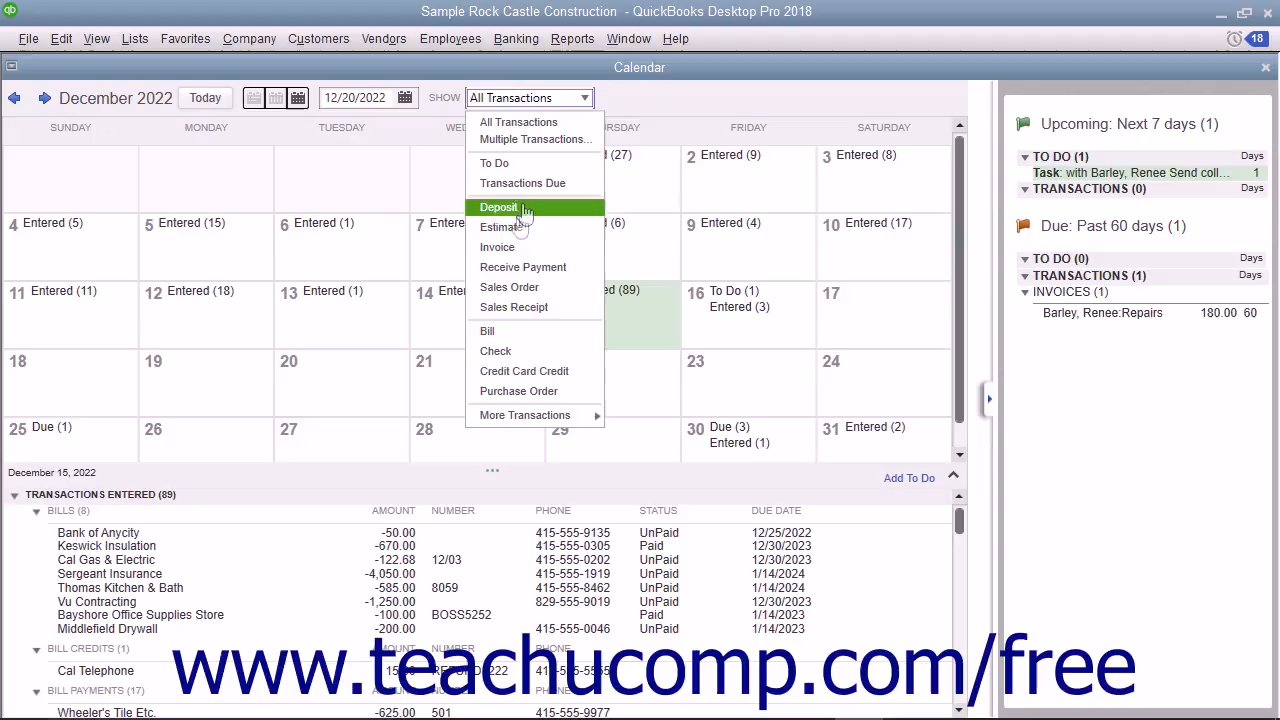 Sample Rock Castle Construction - QuickBooks Desktop Pro 2018
File Edit View Lists Favorites Company Customers Vendors Employees Banking Reports Window Help 18
Calendar
December 2022 Today 12/20/2022 SHOW All Transactions
SUNDAY MONDAY TUESDAY FRIDAY SATURDAY
All Transactions
Multiple Transactions...
To Do
Transactions Due
Deposit
Estimate
Invoice
Receive Payment
Sales Order
Sales Receipt
Bill
Check
Credit Card Credit
Purchase Order
More Transactions
(27) 2 Entered (9) 3 Entered (8)
4 Entered (5) 5 Entered (15) 6 Entered (1) 7 (6) 9 Entered (4) 10 Entered (17)
11 Entered (11) 12 Entered (18) 13 Entered (1) 14 (89) 16 To Do (1) 17
Entered (3)
18 19 20 21 23 24
25 Due (1) 26 27 28 29 30 Due (3) 31 Entered (2)
Entered (1)
December 15, 2022
Add To Do
TRANSACTIONS ENTERED (89)
BILLS (8) AMOUNT NUMBER PHONE STATUS DUE DATE
Bank of Anycity -50.00 415-555-9135 UnPaid 12/25/2022
Keswick Insulation -670.00 415-555-0305 Paid 12/30/2023
Cal Gas & Electric -122.68 12/03 415-555-0202 UnPaid 12/30/2023
Sergeant Insurance -4,050.00 415-555-1919 UnPaid 1/14/2024
Thomas Kitchen & Bath -585.00 8059 415-555-8462 UnPaid 1/14/2024
Vu Contracting -1,250.00 829-555-9019 UnPaid 12/30/2023
Bayshore Office Supplies Store -100.00 BOSS5252 Paid 1/14/2023
Middlefield Drywall -200.00 415-555-0046 UnPaid 1/14/2024
BILL CREDITS (1) AMOUNT NUMBER PHONE
Cal Telephone
BILL PAYMENTS (17) AMOUNT NUMBER PHONE
Wheeler's Tile Etc. -625.00 501 415-555-9977
www.teachucomp.com/free
Upcoming: Next 7 days (1)
TO DO (1) Days
Task: with Barley, Renee Send coll... 1
TRANSACTIONS (0) Days
Due: Past 60 days (1)
TO DO (0) Days
TRANSACTIONS (1) Days
INVOICES (1)
Barley, Renee:Repairs 180.00 60